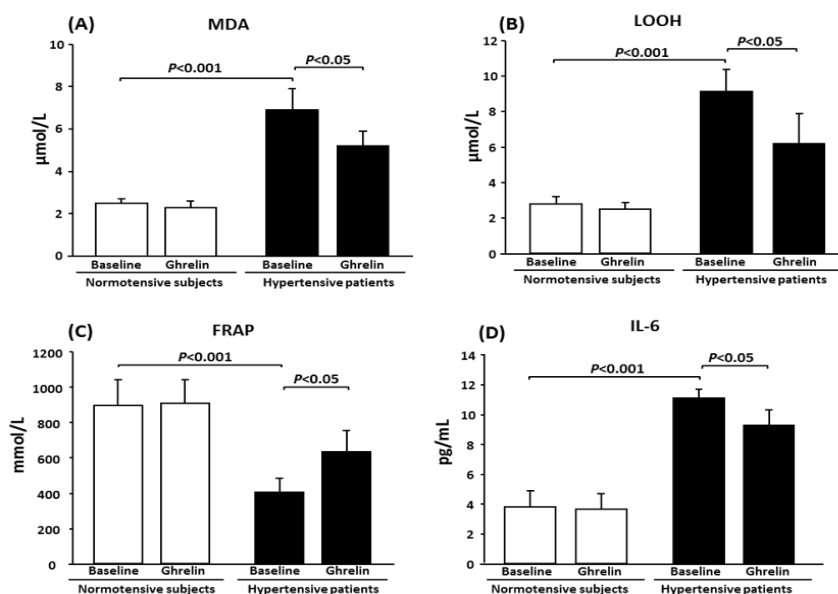 (A) MDA
10
8
6
4
2
0
µmol/L
P<0.001
P<0.05
Baseline Ghrelin Baseline Ghrelin
Normotensive subjects Hypertensive patients
(B) LOOH
12
10
8
6
4
2
0
µmol/L
P<0.001
P<0.05
Baseline Ghrelin Baseline Ghrelin
Normotensive subjects Hypertensive patients
(C) FRAP
1200
1000
800
600
400
200
0
mmol/L
P<0.001
P<0.05
Baseline Ghrelin Baseline Ghrelin
Normotensive subjects Hypertensive patients
(D) IL-6
14
12
10
8
6
4
2
0
pg/mL
P<0.001
P<0.05
Baseline Ghrelin Baseline Ghrelin
Normotensive subjects Hypertensive patients